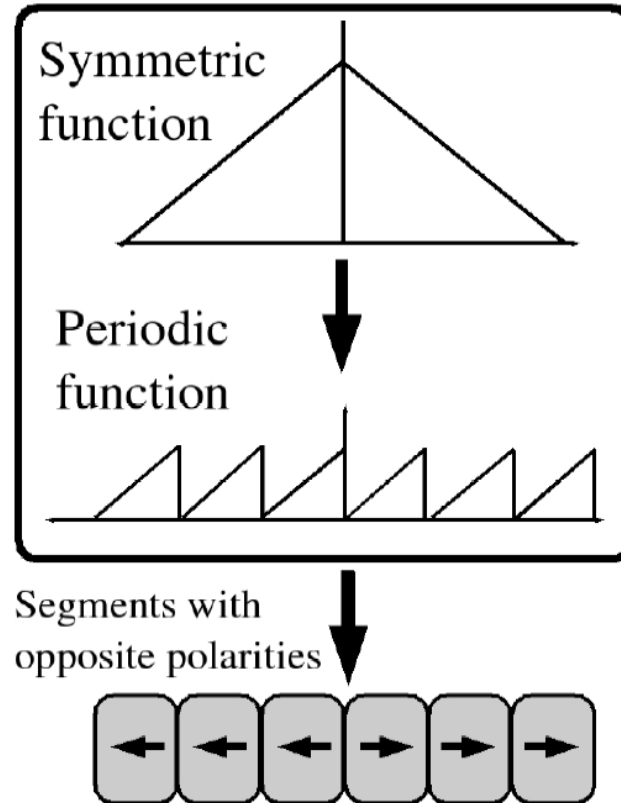 Symmetric
function
Periodic
function
Segments with
opposite polarities